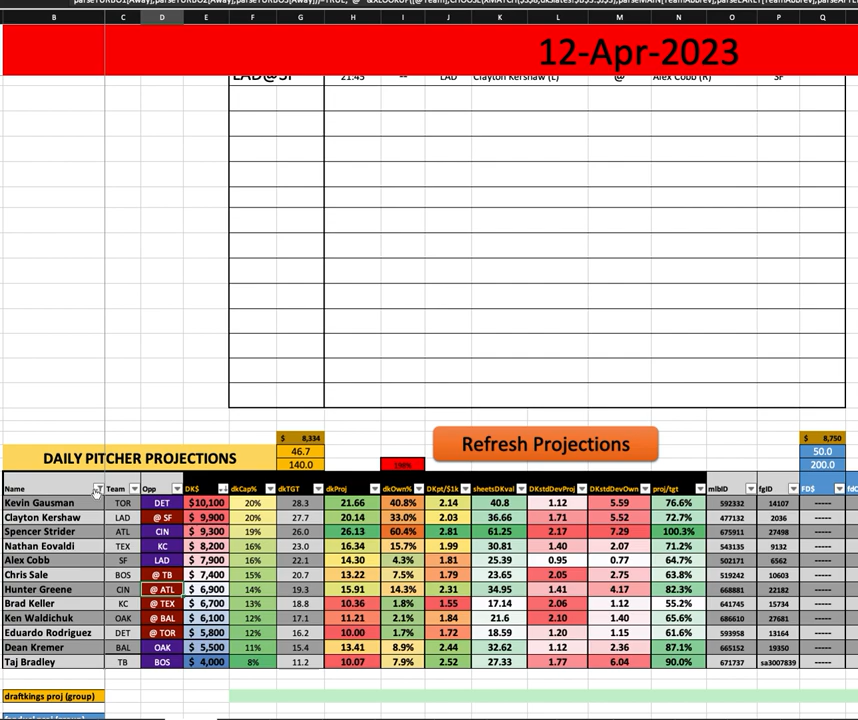 parseTURBO1[Away],parseTURBO2[Away],parseTURBO3[Away]))=TRUE,"@ "
B C D E F G H I J K L M N O P Q
12-Apr-2023
LAD@SF 21:45 -- LAD Clayton Kershaw (L) @ Alex Cobb (R) SF
$ 8,334 $ 8,750
DAILY PITCHER PROJECTIONS 46.7 Refresh Projections 50.0
140.0 198% 200.0
Name Team Opp DK$ dkCap% dkTGT dkProj dkOwn% DKpt/$1k sheetsDKval DKstdDevProj DKstdDevOwn proj/tgt mlbID fgID FD$
Kevin Gausman TOR DET $10,100 20% 28.3 21.66 40.8% 2.14 40.8 1.12 5.59 76.6% 592332 14107 -----
Clayton Kershaw LAD @ SF $ 9,900 20% 27.7 20.14 33.0% 2.03 36.66 1.71 5.52 72.7% 477132 2036 -----
Spencer Strider ATL CIN $ 9,300 19% 26.0 26.13 60.4% 2.81 61.25 2.17 7.29 100.3% 675911 27498 -----
Nathan Eovaldi TEX KC $ 8,200 16% 23.0 16.34 15.7% 1.99 30.81 1.40 2.07 71.2% 543135 9132 -----
Alex Cobb SF LAD $ 7,900 16% 22.1 14.30 4.3% 1.81 25.39 0.95 0.77 64.7% 502171 6562 -----
Chris Sale BOS @ TB $ 7,400 15% 20.7 13.22 7.5% 1.79 23.65 2.05 2.75 63.8% 519242 10603 -----
Hunter Greene CIN @ ATL $ 6,900 14% 19.3 15.91 14.3% 2.31 34.95 1.41 4.17 82.3% 668881 22182 -----
Brad Keller KC @ TEX $ 6,700 13% 18.8 10.36 1.8% 1.55 17.14 2.06 1.12 55.2% 641745 15734 -----
Ken Waldichuk OAK @ BAL $ 6,100 12% 17.1 11.21 2.1% 1.84 21.6 2.10 1.40 65.6% 686610 27681 -----
Eduardo Rodriguez DET @ TOR $ 5,800 12% 16.2 10.00 1.7% 1.72 18.59 1.20 1.15 61.6% 593958 13164 -----
Dean Kremer BAL OAK $ 5,500 11% 15.4 13.41 8.9% 2.44 32.62 1.12 2.36 87.1% 665152 19350 -----
Taj Bradley TB BOS $ 4,000 8% 11.2 10.07 7.9% 2.52 27.33 1.77 6.04 90.0% 671737 sa3007839 -----
draftkings proj (group)